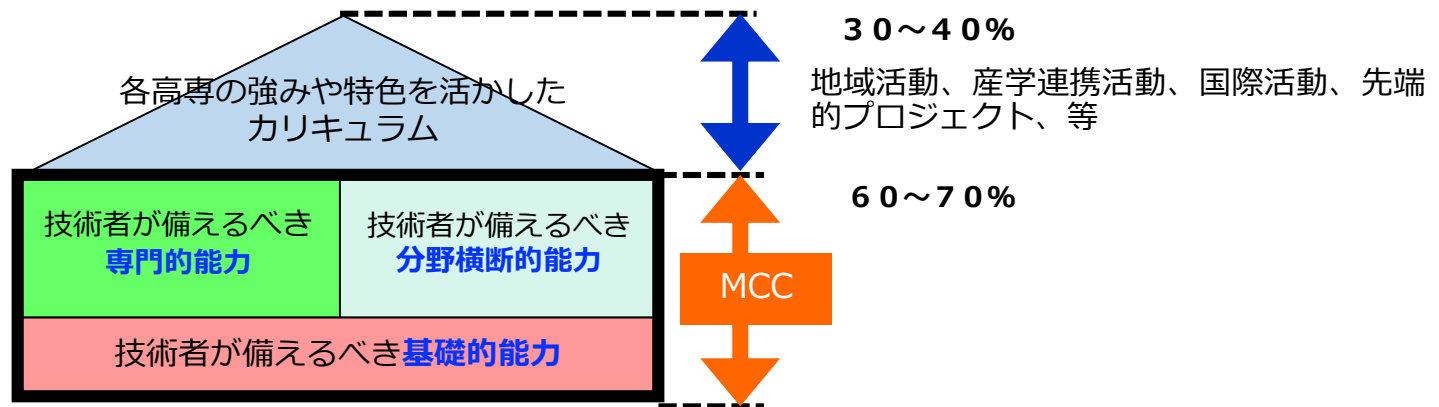 各高専の強みや特色を活かした
カリキュラム
30～40%
地域活動、産学連携活動、国際活動、先端
的プロジェクト、等
技術者が備えるべき
専門的能力
技術者が備えるべき
分野横断的能力
60～70%
MCC
技術者が備えるべき基礎的能力